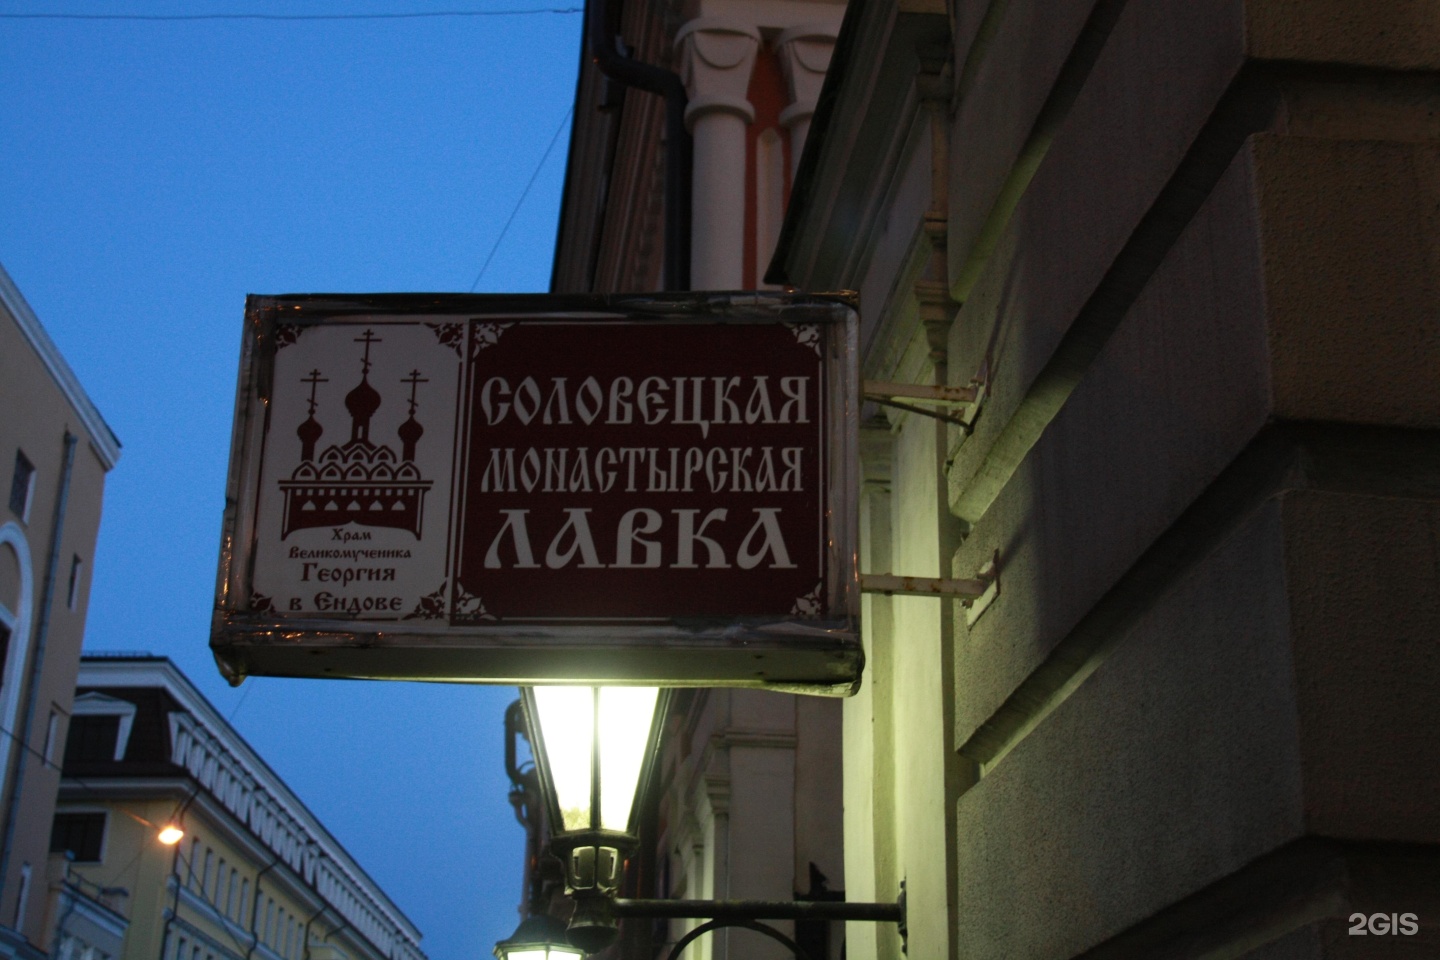 Храм
Великомученика
Георгия
в Ендове
СОЛОВЕЦКАЯ
МОНАСТЫРСКАЯ
ЛАВКА
2GIS